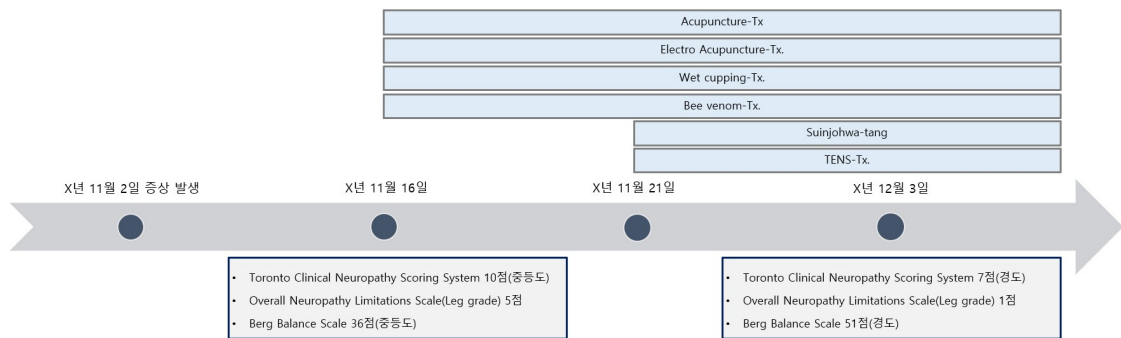 Acupuncture-Tx
Electro Acupuncture-Tx.
Wet cupping-Tx.
Bee venom-Tx.
Suinjohwa-tang
TENS-Tx.
X년 11월 2일 증상 발생
X년 11월 16일
X년 11월 21일
X년 12월 3일
• Toronto Clinical Neuropathy Scoring System 10점(중등도)
• Overall Neuropathy Limitations Scale(Leg grade) 5점
• Berg Balance Scale 36점(중등도)
• Toronto Clinical Neuropathy Scoring System 7점(경도)
• Overall Neuropathy Limitations Scale(Leg grade) 1점
• Berg Balance Scale 51점(경도)